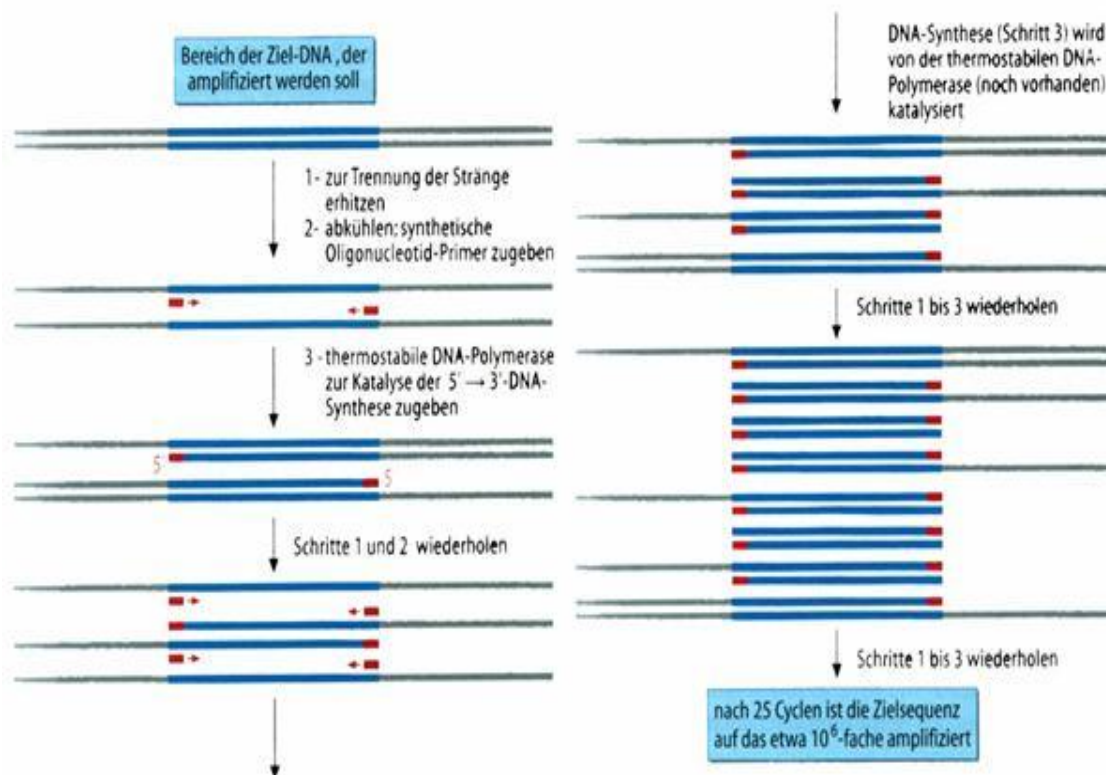 Bereich der Ziel-DNA , der
amplifiziert werden soll
1- zur Trennung der Stränge
erhitzen
2- abkühlen; synthetische
Oligonucleotid-Primer zugeben
3 - thermostabile DNA-Polymerase
zur Katalyse der 5' → 3'-DNA-
Synthese zugeben
5'
5'
Schritte 1 und 2 wiederholen
DNA-Synthese (Schritt 3) wird
von der thermostabilen DNA-
Polymerase (noch vorhanden)
katalysiert
Schritte 1 bis 3 wiederholen
Schritte 1 bis 3 wiederholen
nach 25 Cyclen ist die Zielsequenz
auf das etwa 10⁶-fache amplifiziert